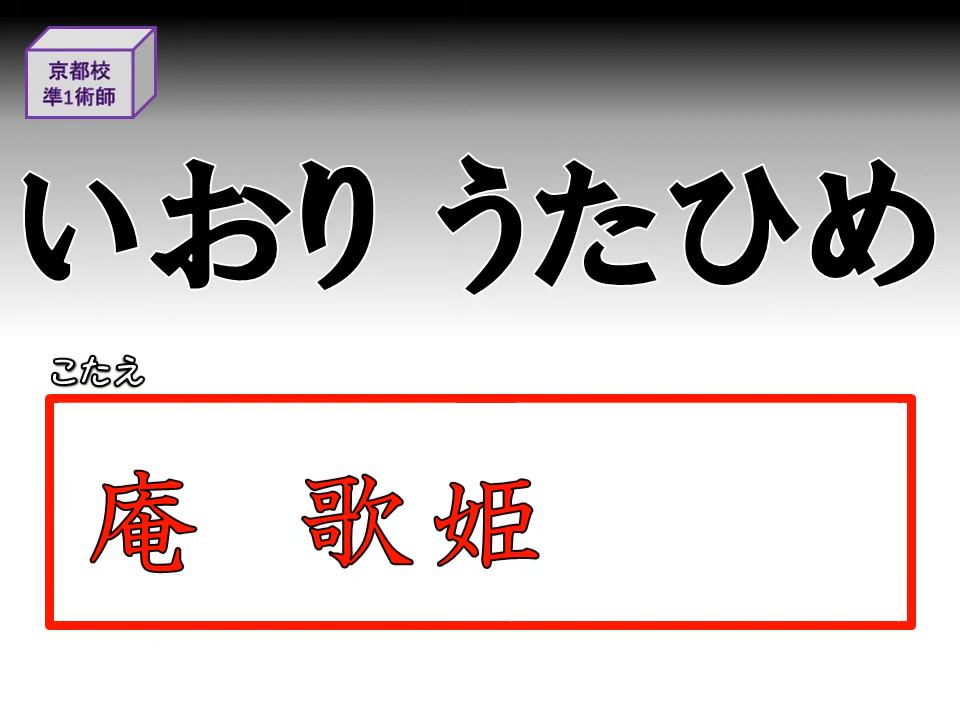 京都校
準1術師
いおり うたひめ
こたえ
庵 歌姫